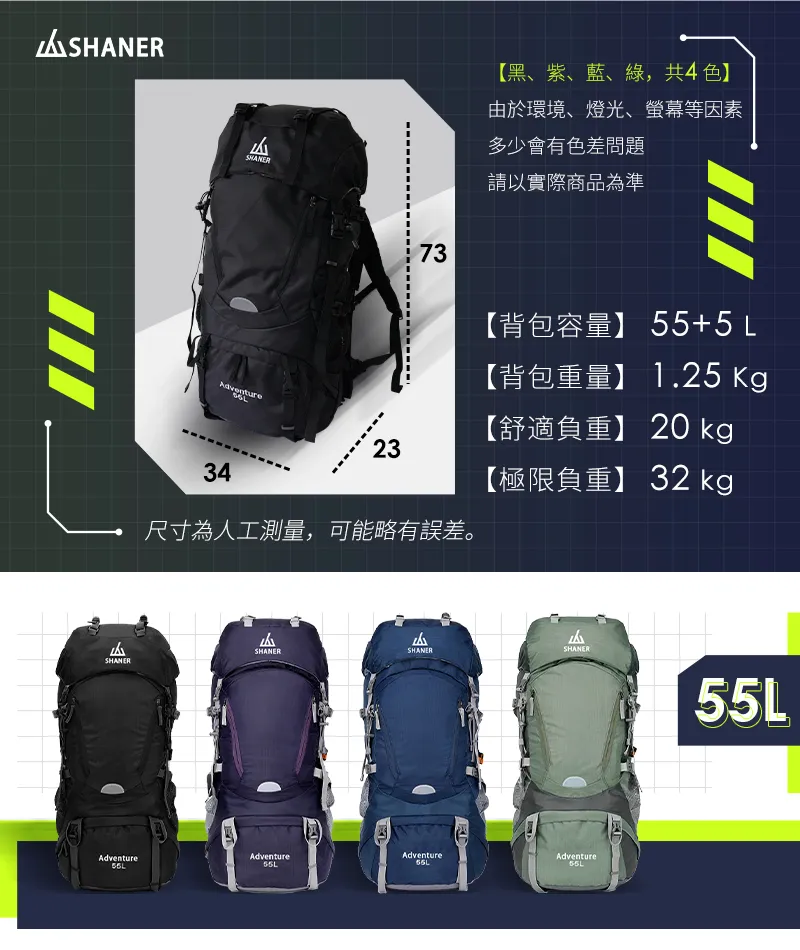 SHANER
【黑、紫、藍、綠，共4色】
由於環境、燈光、螢幕等因素
多少會有色差問題
請以實際商品為準
SHANER
73
【背包容量】 55+5 L
【背包重量】 1.25 Kg
【舒適負重】 20 kg
【極限負重】 32 kg
Adventure
55L
23
34
尺寸為人工測量，可能略有誤差。
SHANER
SHANER
SHANER
SHANER
55L
Adventure
55L
Adventure
55L
Adventure
55L
Adventure
55L